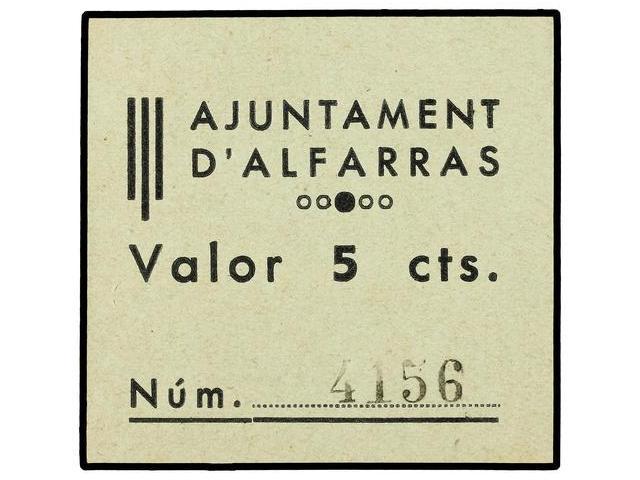 AJUNTAMENT
D'ALFARRAS
Valor 5 cts.
Núm. 4156